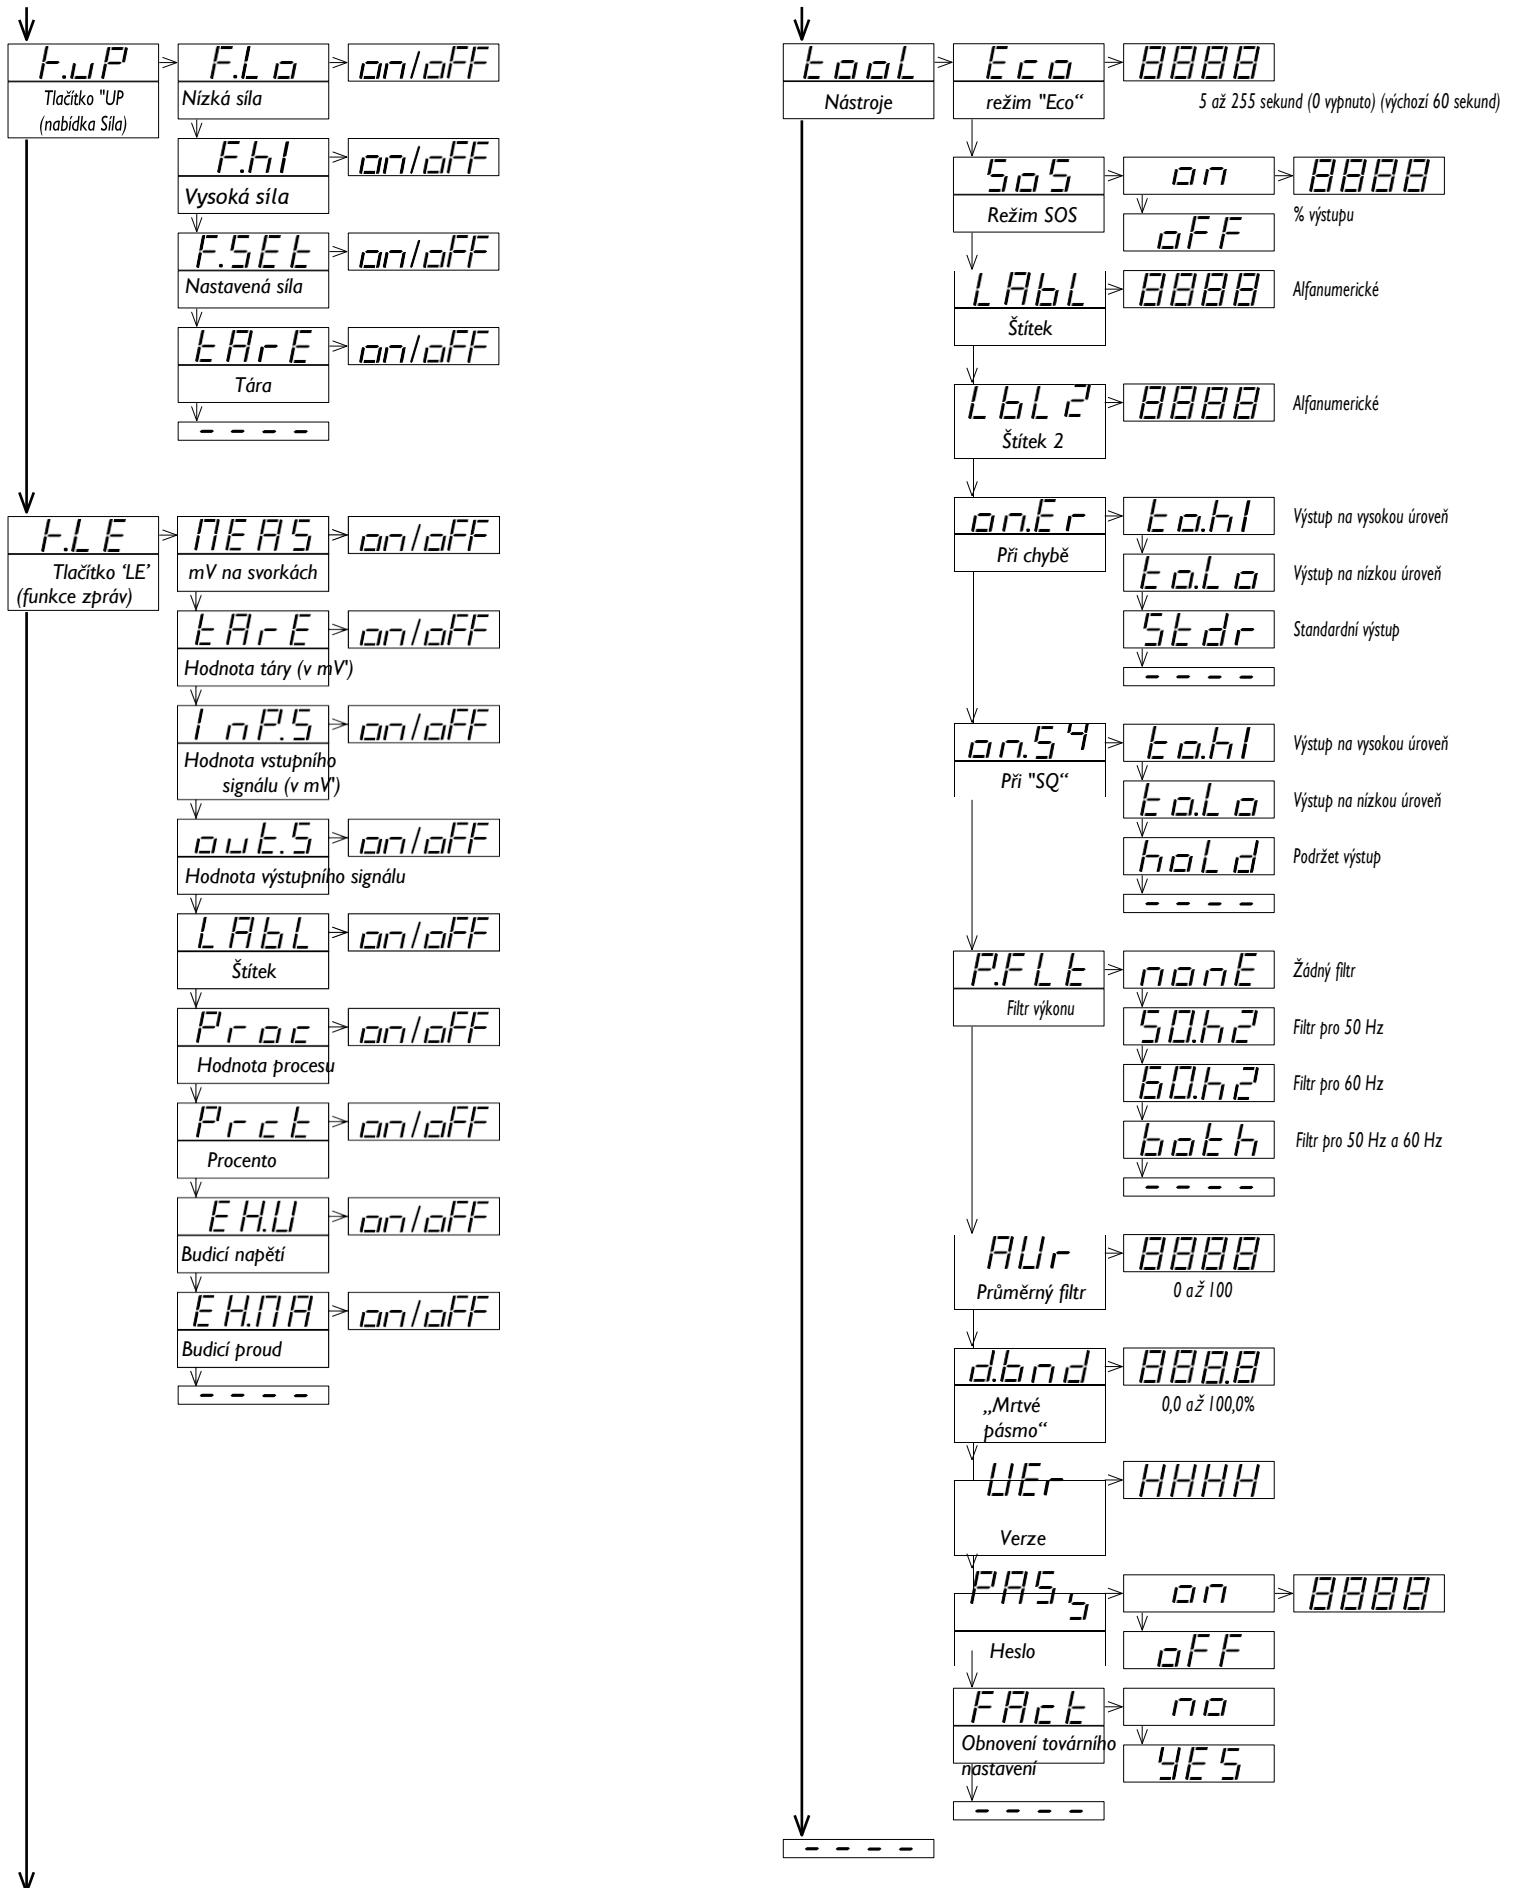 t.uP
Tlačítko "UP
(nabídka Síla)
F.Lo
on/oFF
Nízká síla
F.hI
on/oFF
Vysoká síla
F.SEt
on/oFF
Nastavená síla
tArE
on/oFF
Tára
----
t.LE
Tlačítko ‘LE’
(funkce zpráv)
MEAS
on/oFF
mV na svorkách
tArE
on/oFF
Hodnota táry (v mV')
InP.S
on/oFF
Hodnota vstupního
signálu (v mV')
out.S
on/oFF
Hodnota výstupního signálu
LAbL
on/oFF
Štítek
Proc
on/oFF
Hodnota procesu
Prct
on/oFF
Procento
EH.U
on/oFF
Budicí napětí
EH.MA
on/oFF
Budicí proud
----
tooL
Nástroje
Eco
8888
režim "Eco“
5 až 255 sekund (0 vypnuto) (výchozí 60 sekund)
SoS
on
8888
Režim SOS
% výstupu
oFF
LAbL
8888
Alfanumerické
Štítek
LbL2
8888
Alfanumerické
Štítek 2
on.Er
to.hI
Výstup na vysokou úroveň
Při chybě
to.Lo
Výstup na nízkou úroveň
Stdr
Standardní výstup
----
on.S4
to.hI
Výstup na vysokou úroveň
Při "SQ“
to.Lo
Výstup na nízkou úroveň
hoLd
Podržet výstup
----
P.FLt
nonE
Žádný filtr
Filtr výkonu
50.h2
Filtr pro 50 Hz
60.h2
Filtr pro 60 Hz
both
Filtr pro 50 Hz a 60 Hz
----
AUr
8888
Průměrný filtr
0 až 100
d.bnd
888.8
„Mrtvé
pásmo“
0,0 až 100,0%
UEr
HHHH
Verze
PASS
on
8888
Heslo
oFF
FAct
no
Obnovení továrního
nastavení
YES
----
----